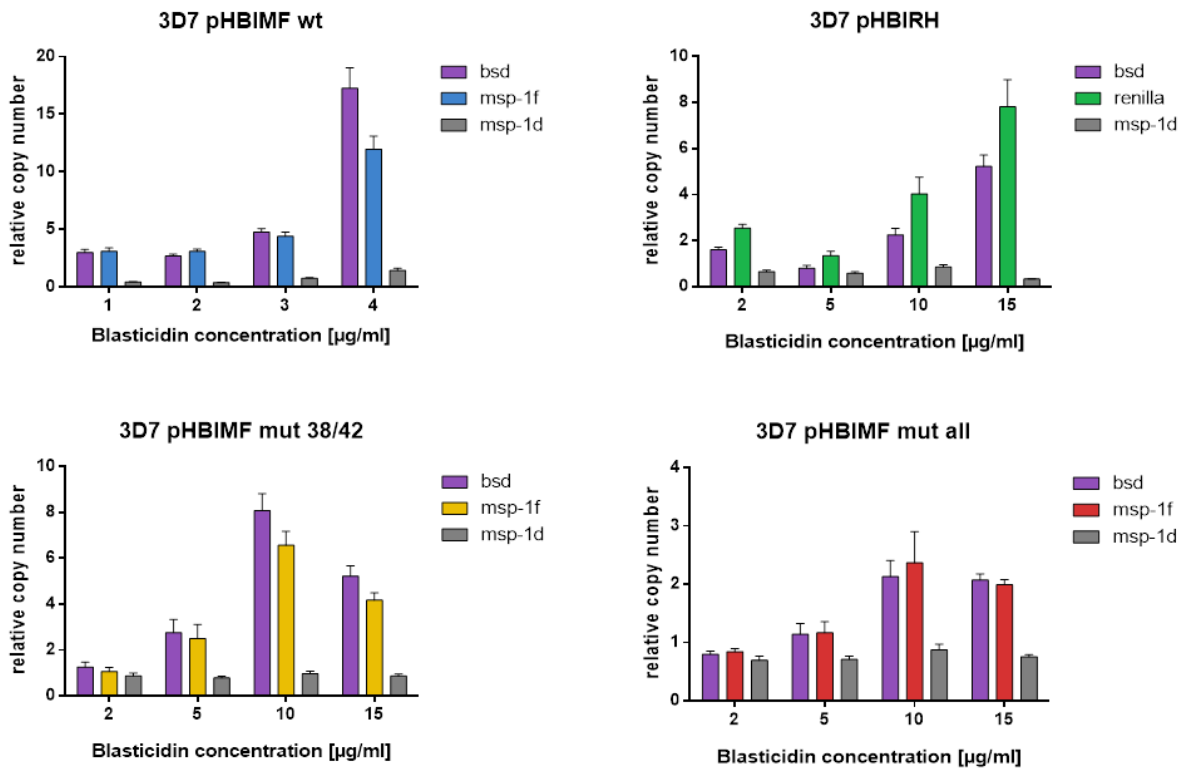 3D7 pHBIMF wt
relative copy number
20
15
10
5
0
1 2 3 4
Blasticidin concentration [µg/ml]
bsd
msp-1f
msp-1d
3D7 pHBIRH
relative copy number
10
8
6
4
2
0
2 5 10 15
Blasticidin concentration [µg/ml]
bsd
renilla
msp-1d
3D7 pHBIMF mut 38/42
relative copy number
10
8
6
4
2
0
2 5 10 15
Blasticidin concentration [µg/ml]
bsd
msp-1f
msp-1d
3D7 pHBIMF mut all
relative copy number
4
3
2
1
0
2 5 10 15
Blasticidin concentration [µg/ml]
bsd
msp-1f
msp-1d